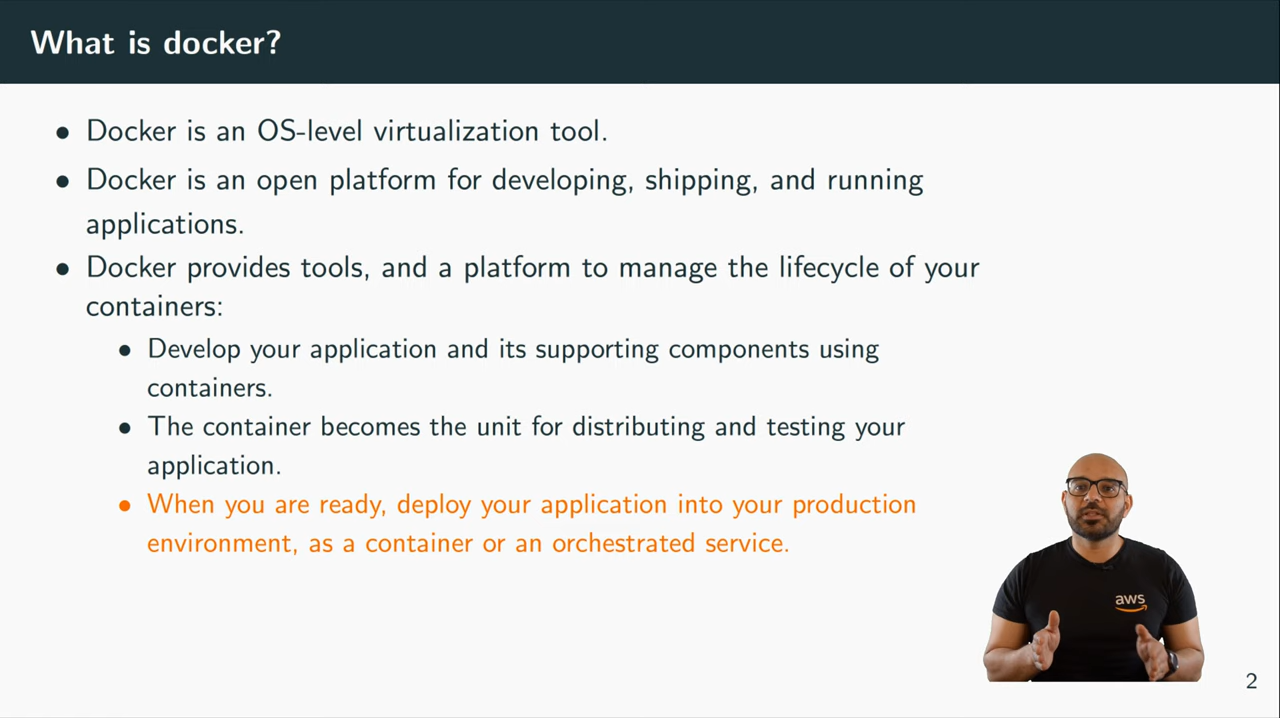 What is docker?
• Docker is an OS-level virtualization tool.
• Docker is an open platform for developing, shipping, and running
applications.
• Docker provides tools, and a platform to manage the lifecycle of your
containers:
• Develop your application and its supporting components using
containers.
• The container becomes the unit for distributing and testing your
application.
• When you are ready, deploy your application into your production
environment, as a container or an orchestrated service.
aws
2